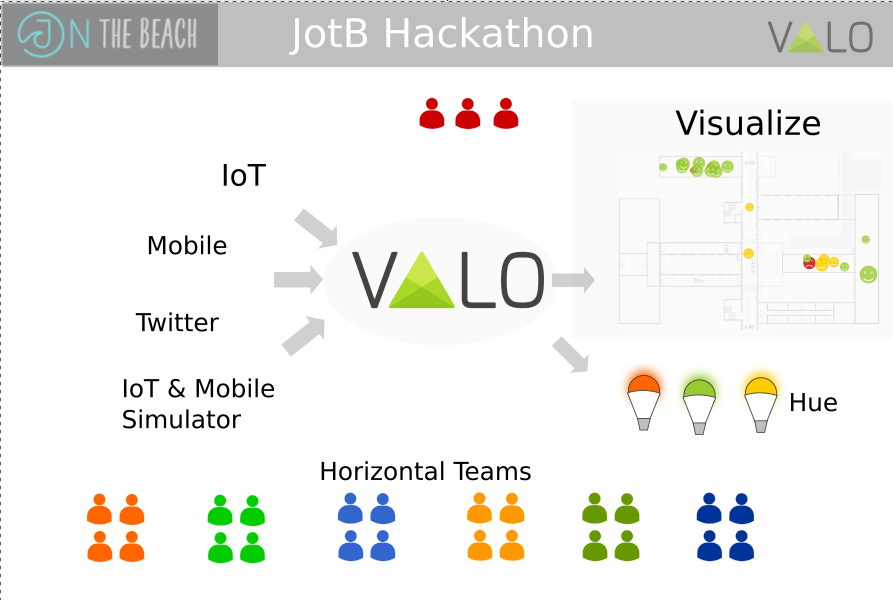 JN THE BEACH
JotB Hackathon
VALO
Visualize
IoT
Mobile
VALO
Twitter
IoT & Mobile
Simulator
Hue
Horizontal Teams